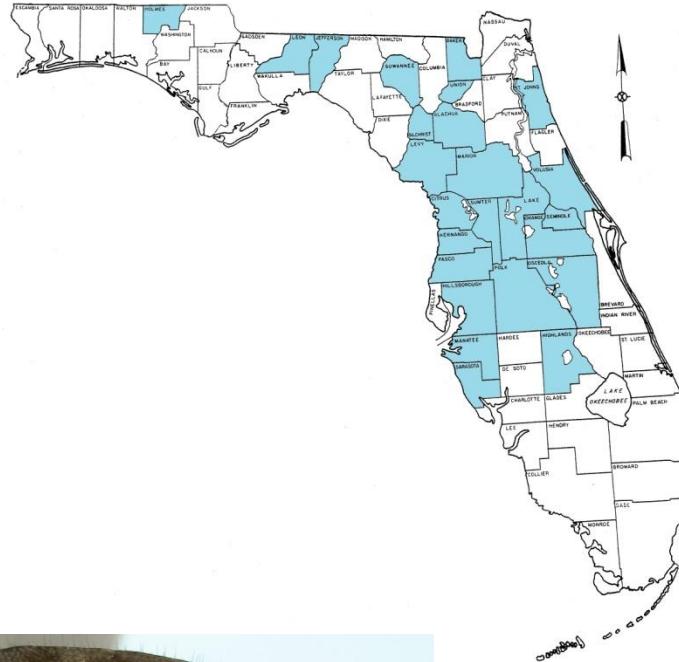 ESCAMBIA
SANTA ROSA
OKALOOSA
WALTON
HOLMES
JACKSON
WASHINGTON
BAY
CALHOUN
GULF
LIBERTY
FRANKLIN
GADSDEN
LEON
WAKULLA
JEFFERSON
MADISON
TAYLOR
HAMILTON
SUWANNEE
LAFAYETTE
DIXIE
COLUMBIA
BAKER
NASSAU
DUVAL
UNION
BRADFORD
CLAY
ST JOHNS
PUTNAM
FLAGLER
GILCHRIST
ALACHUA
LEVY
MARION
VOLUSIA
CITRUS
SUMTER
LAKE
ORANGE
SEMINOLE
HERNANDO
PASCO
POLK
OSCEOLA
PINELLAS
HILLSBOROUGH
BREVARD
INDIAN RIVER
MANATEE
HARDEE
HIGHLANDS
OKEECHOBEE
ST LUCIE
SARASOTA
DE SOTO
MARTIN
CHARLOTTE
GLADES
LAKE
OKEECHOBEE
PALM BEACH
LEE
HENDRY
COLLIER
BROWARD
DADE
MONROE